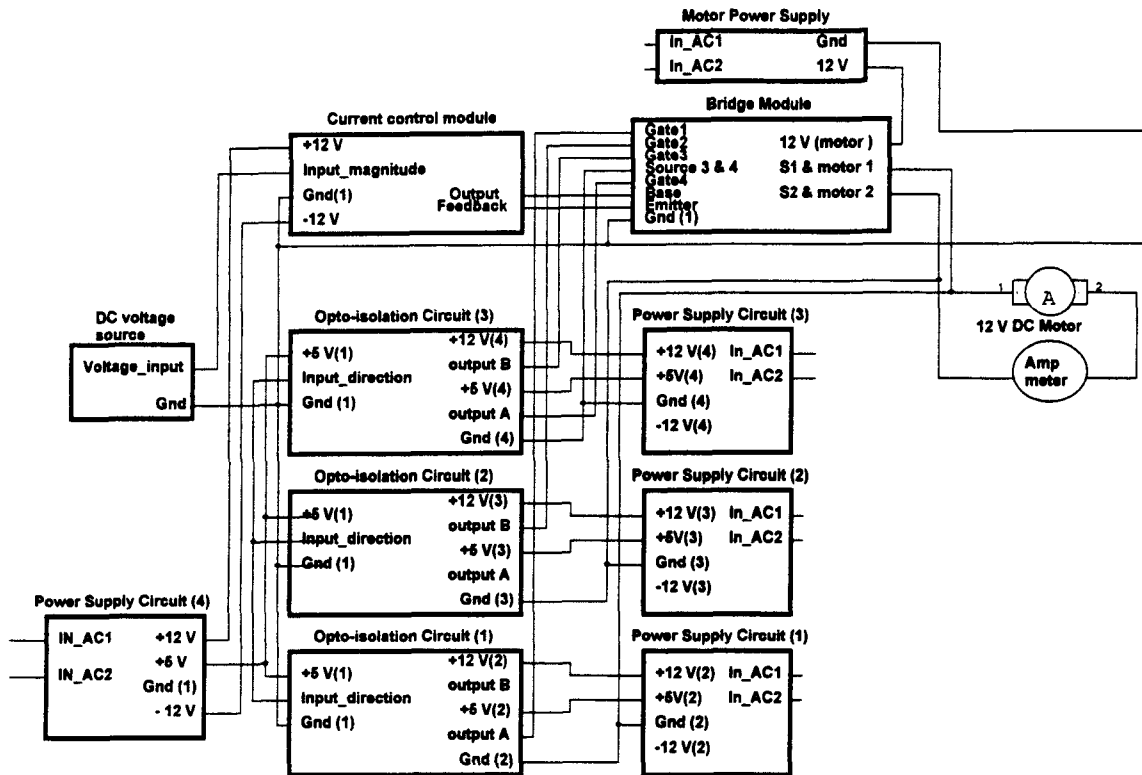 Motor Power Supply
In_AC1
Gnd
In_AC2
12 V
Current control module
+12 V
Input_magnitude
Gnd(1)
-12 V
Output
Feedback
Bridge Module
Gate1
Gate2
Gate3
Source 3 & 4
Gate4
Base
Emitter
Gnd (1)
12 V (motor )
S1 & motor 1
S2 & motor 2
1
A
2
12 V DC Motor
Amp
meter
DC voltage
source
Voltage_input
Gnd
Opto-isolation Circuit (3)
+5 V(1)
Input_direction
Gnd (1)
+12 V(4)
output B
+5 V(4)
output A
Gnd (4)
Power Supply Circuit (3)
+12 V(4)
In_AC1
+5V(4)
In_AC2
Gnd (4)
-12 V(4)
Opto-isolation Circuit (2)
+5 V(1)
Input_direction
Gnd (1)
+12 V(3)
output B
+5 V(3)
output A
Gnd (3)
Power Supply Circuit (2)
+12 V(3)
In_AC1
+5V(3)
In_AC2
Gnd (3)
-12 V(3)
Power Supply Circuit (4)
IN_AC1
+12 V
IN_AC2
+5 V
Gnd (1)
- 12 V
Opto-isolation Circuit (1)
+5 V(1)
Input_direction
Gnd (1)
+12 V(2)
output B
+5 V(2)
output A
Gnd (2)
Power Supply Circuit (1)
+12 V(2)
In_AC1
+5V(2)
In_AC2
Gnd (2)
-12 V(2)